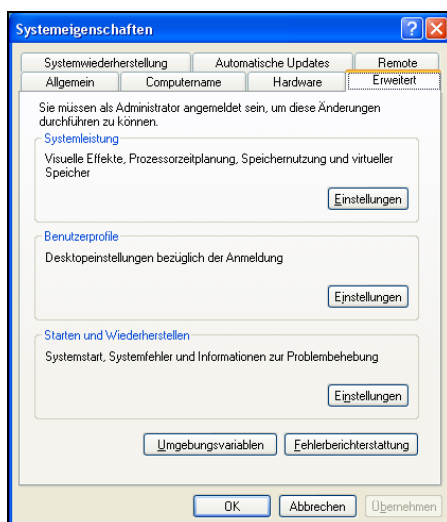 Systemeigenschaften
Systemwiederherstellung Automatische Updates Remote
Allgemein Computername Hardware Erweitert
Sie müssen als Administrator angemeldet sein, um diese Änderungen
durchführen zu können.
Systemleistung
Visuelle Effekte, Prozessorzeitplanung, Speichernutzung und virtueller
Speicher
Einstellungen
Benutzerprofile
Desktopeinstellungen bezüglich der Anmeldung
Einstellungen
Starten und Wiederherstellen
Systemstart, Systemfehler und Informationen zur Problembehebung
Einstellungen
Umgebungsvariablen Fehlerberichterstattung
OK Abbrechen Übernehmen